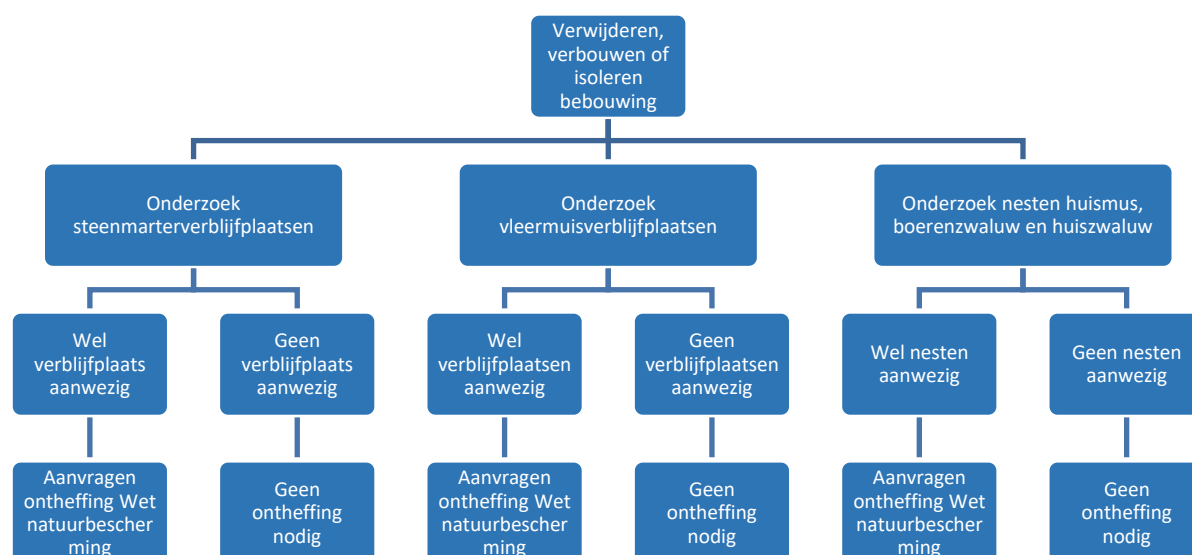 Verwijderen,
verbouwen of
isoleren
bebouwing
Onderzoek
steenmarterverblijfplaatsen
Onderzoek
vleermuisverblijfplaatsen
Onderzoek nesten huismus,
boerenzwaluw en huiszwaluw
Wel
verblijfplaats
aanwezig
Geen
verblijfplaats
aanwezig
Wel
verblijfplaatsen
aanwezig
Geen
verblijfplaatsen
aanwezig
Wel nesten
aanwezig
Geen nesten
aanwezig
Aanvragen
ontheffing Wet
natuurbescher
ming
Geen
ontheffing
nodig
Aanvragen
ontheffing Wet
natuurbescher
ming
Geen
ontheffing
nodig
Aanvragen
ontheffing Wet
natuurbescher
ming
Geen
ontheffing
nodig